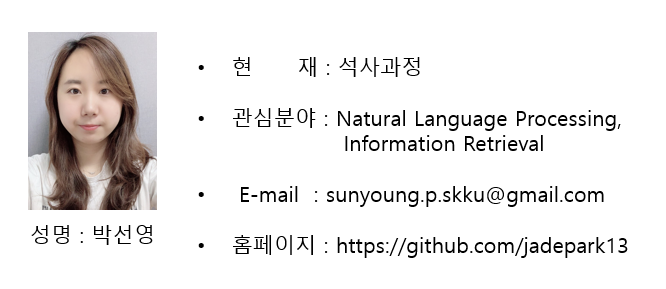 • 현 재 : 석사과정
• 관심분야 : Natural Language Processing,
Information Retrieval
• E-mail : sunyoung.p.skku@gmail.com
성명 : 박선영
• 홈페이지 : https://github.com/jadepark13